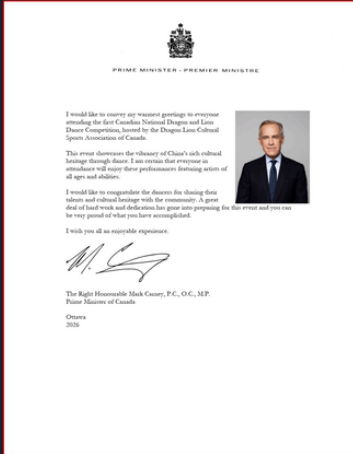 PRIME MINISTER · PREMIER MINISTRE
I would like to convey my warmest greetings to everyone
attending the first Canadian National Dragon and Lion
Dance Competition, hosted by the Dragon Lion Cultural
Sports Association of Canada.
This event showcases the vibrancy of China's rich cultural
heritage through dance. I am certain that everyone in
attendance will enjoy these performances featuring artists of
all ages and abilities.
I would like to congratulate the dancers for sharing their
talents and cultural heritage with the community. A great
deal of hard work and dedication has gone into preparing for this event and you can
be very proud of what you have accomplished.
I wish you all an enjoyable experience.
The Right Honourable Mark Carney, P.C., O.C., M.P.
Prime Minister of Canada
Ottawa
2026